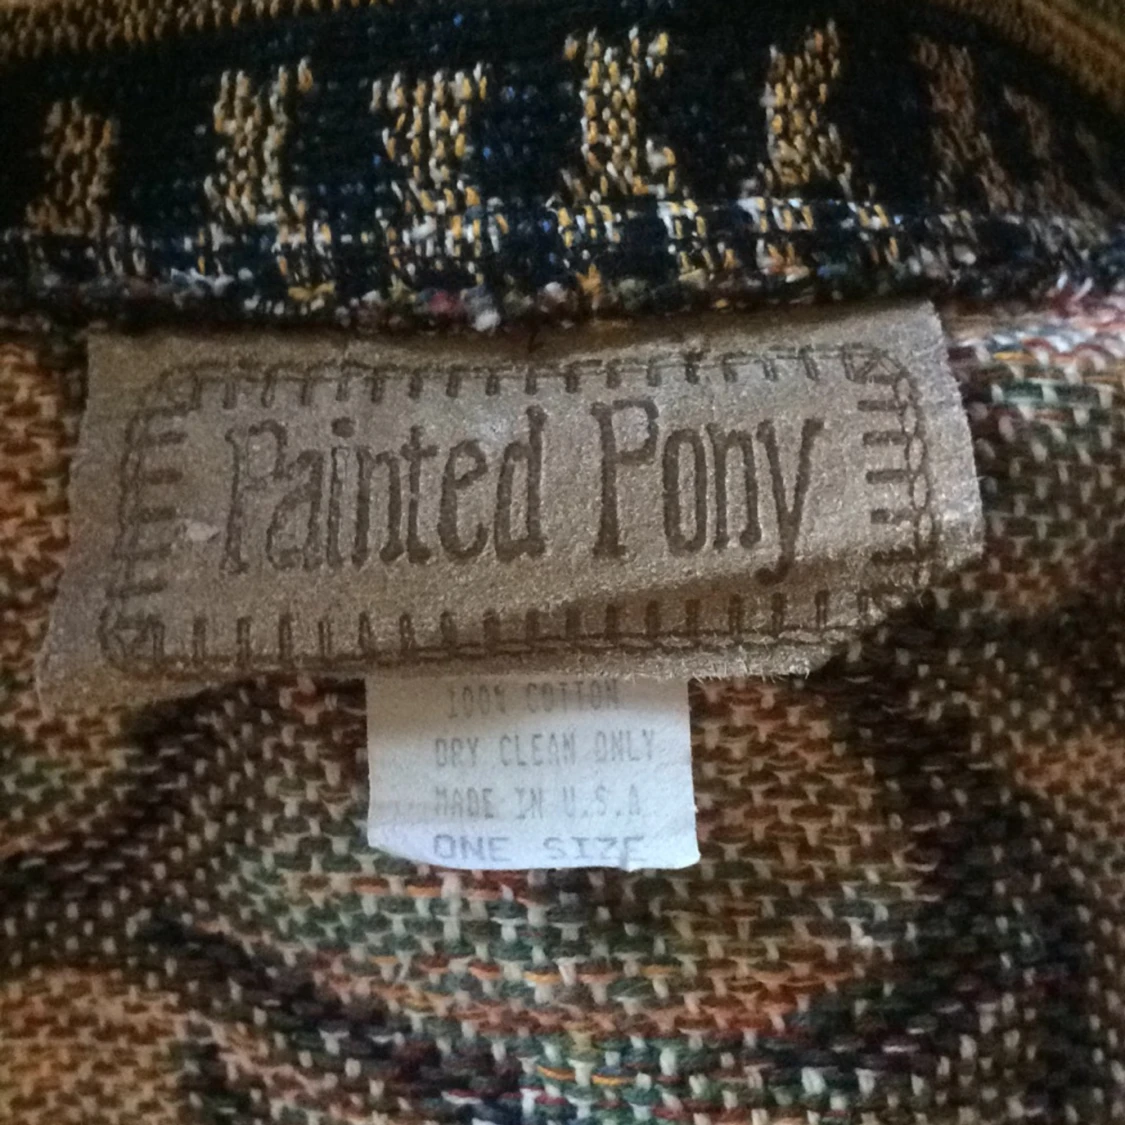 Painted Pony
100% COTTON
DRY CLEAN ONLY
MADE IN U.S.A.
ONE SIZE